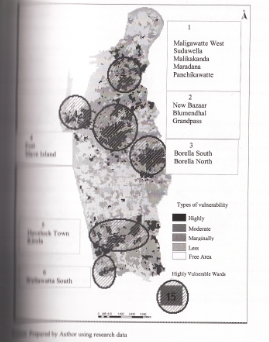 1
Maligawatte West
Suduwella
Malikakanda
Maradana
Panchikawatte
2
New Bazaar
Blumendhal
Grandpass
3
Borella South
Borella North
4
Fort
Slave Island
5
Havelock Town
Kirula
6
Wellawatta South
Types of vulnerability
Highly
Moderate
Marginally
Less
Free Area
Highly Vulnerable Wards
15
Prepared by Author using research data